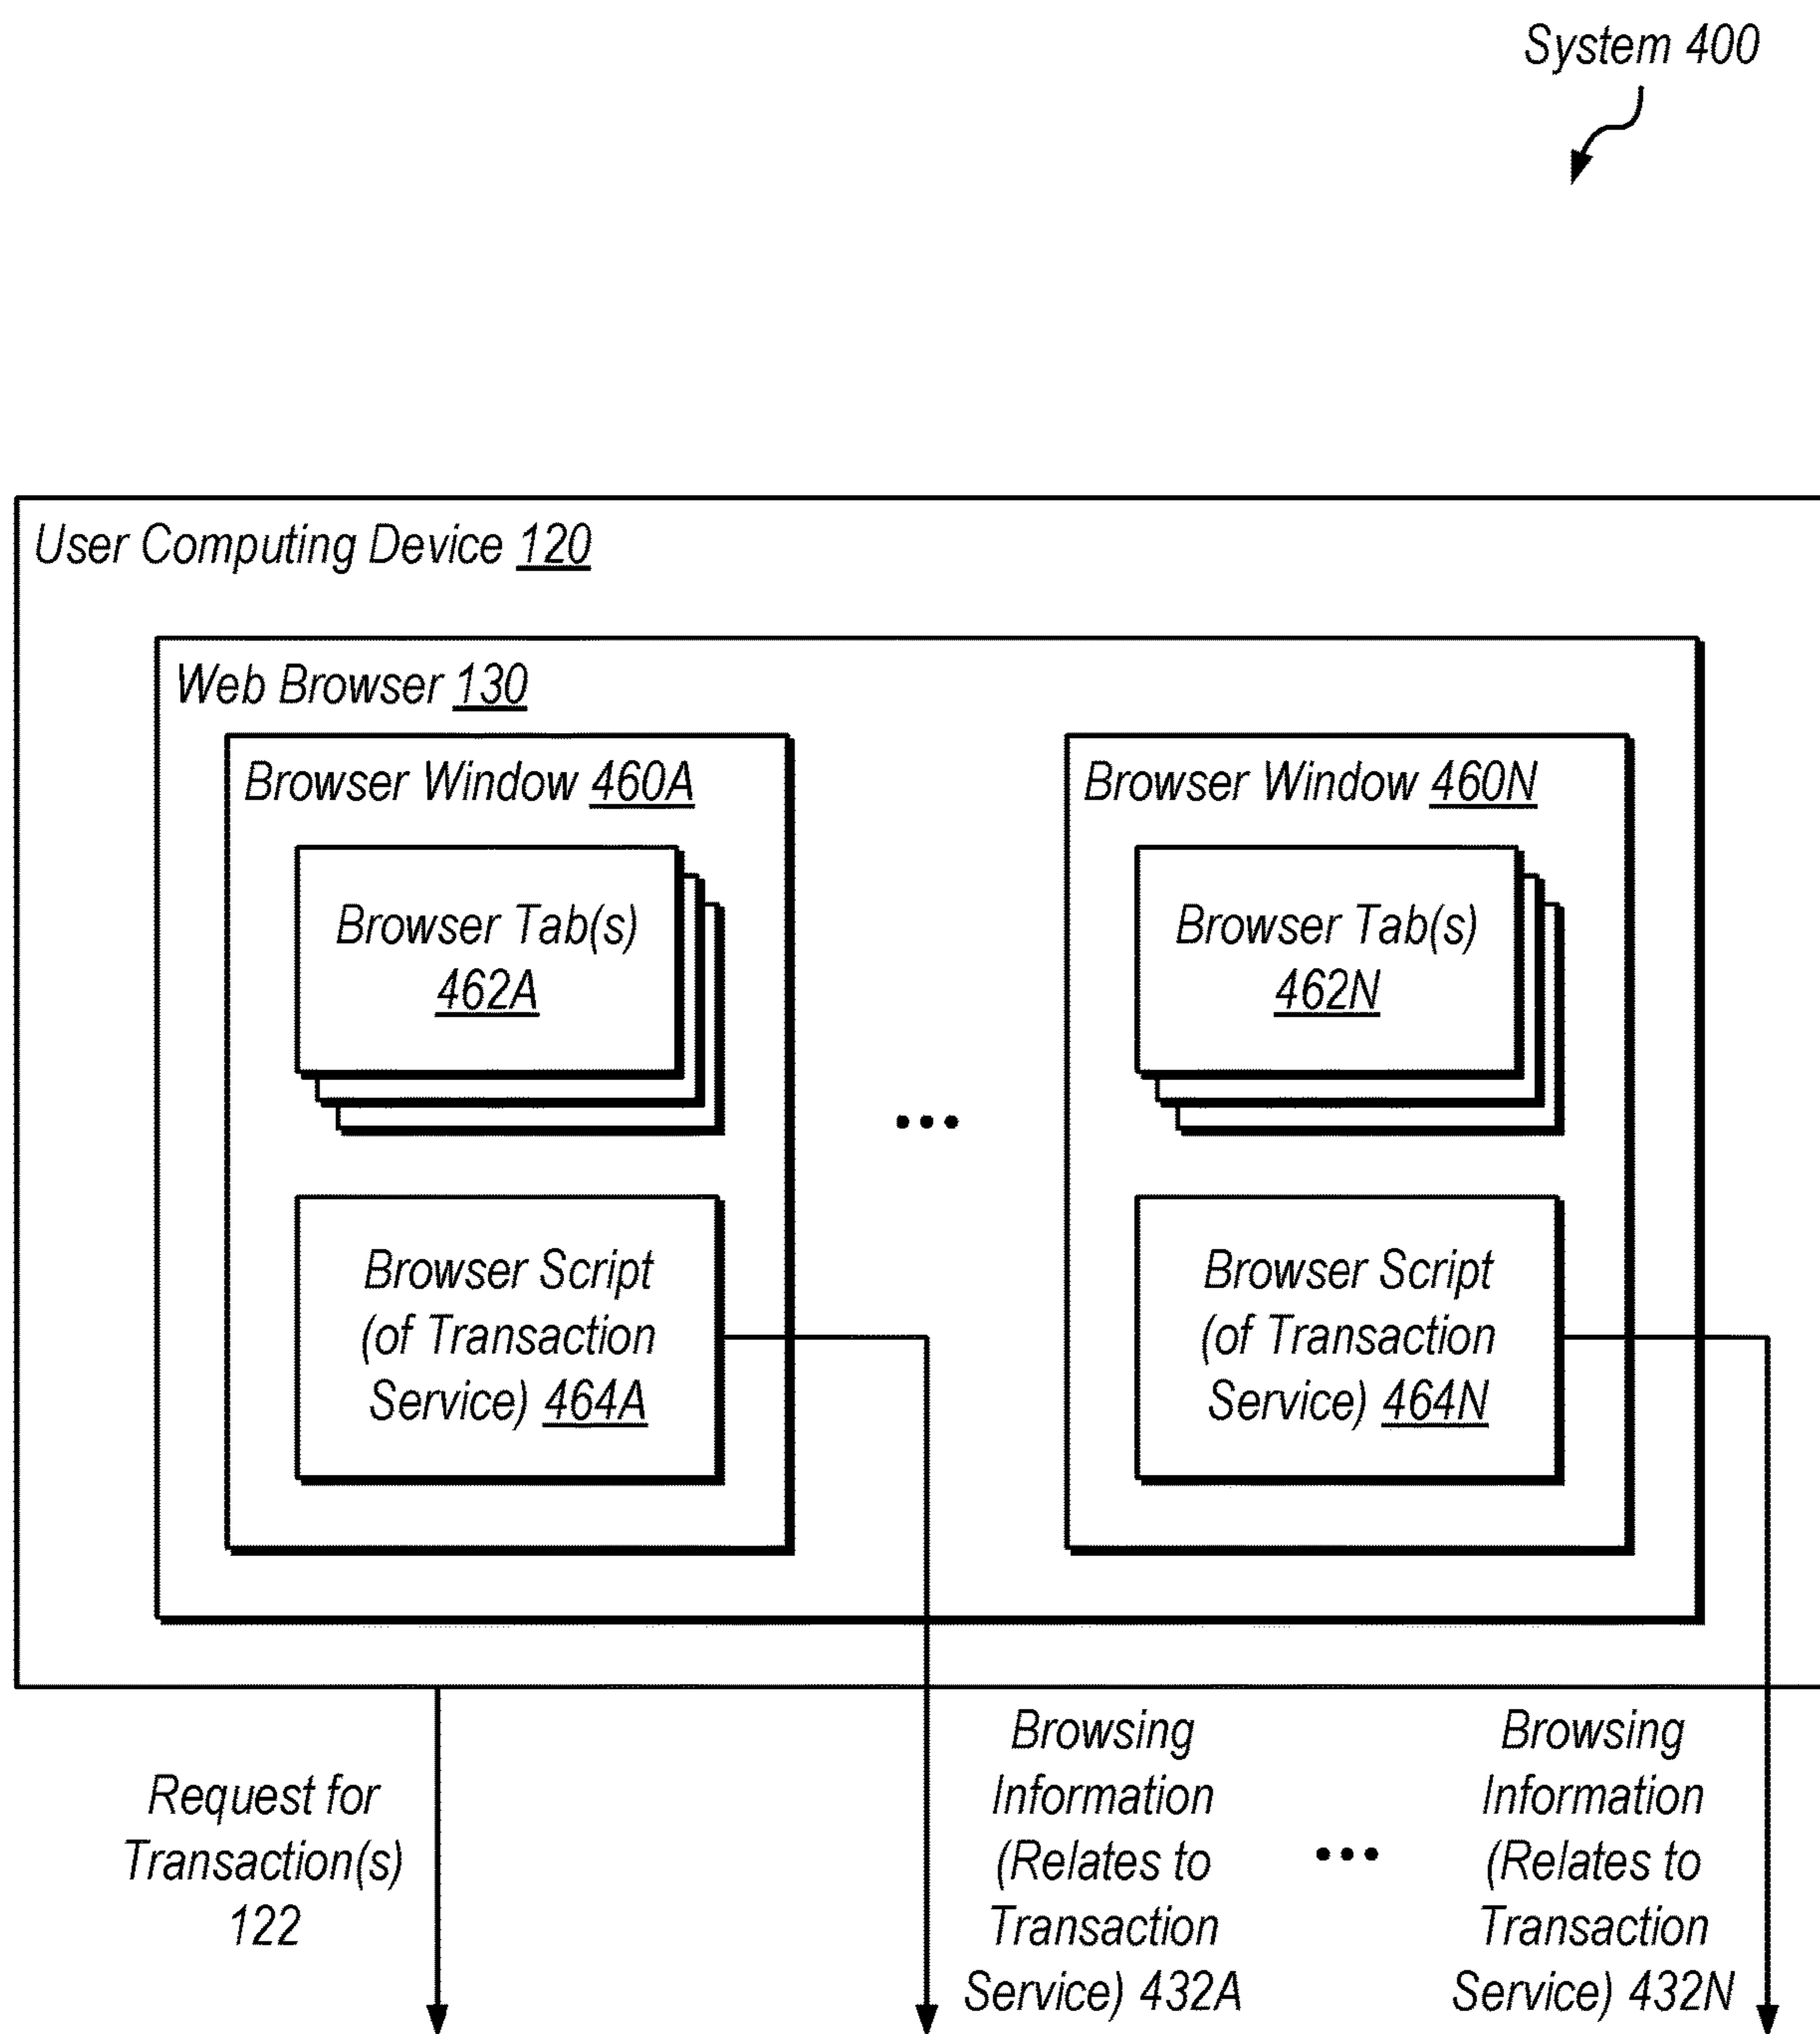 System 400
User Computing Device 120
Web Browser 130
Browser Window 460A
Browser Tab(s)
462A
Browser Script
(of Transaction
Service) 464A
...
Browser Window 460N
Browser Tab(s)
462N
Browser Script
(of Transaction
Service) 464N
Request for
Transaction(s)
122
Browsing
Information
(Relates to
Transaction
Service) 432A
...
Browsing
Information
(Relates to
Transaction
Service) 432N